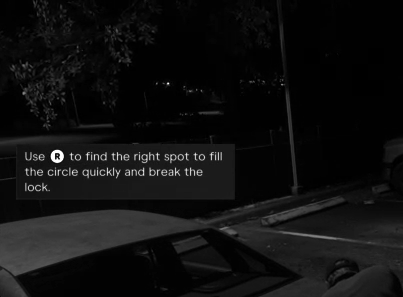 Use R to find the right spot to fill
the circle quickly and break the
lock.